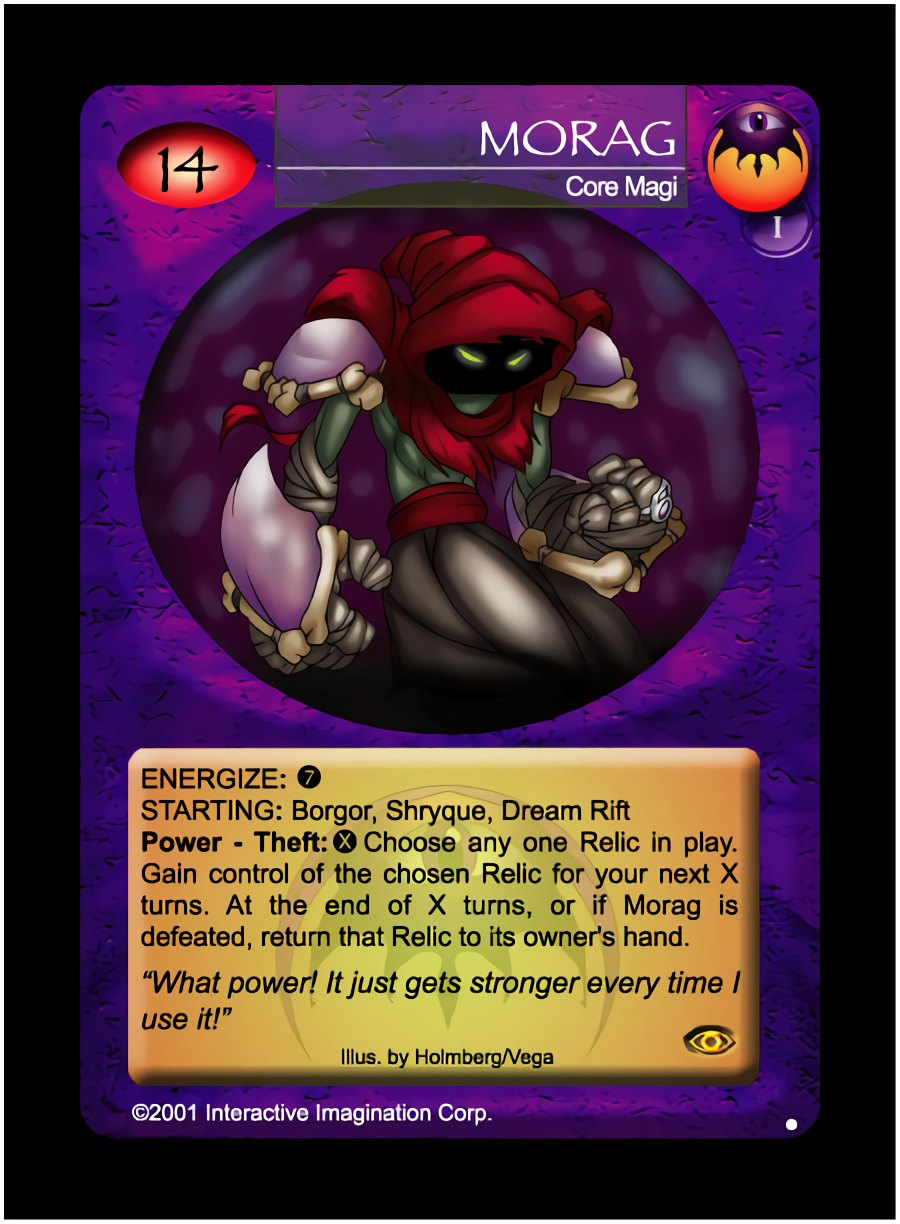 14
MORAG
Core Magi
I
ENERGIZE: 7
STARTING: Borgor, Shryque, Dream Rift
Power - Theft: X Choose any one Relic in play.
Gain control of the chosen Relic for your next X
turns. At the end of X turns, or if Morag is
defeated, return that Relic to its owner's hand.
“What power! It just gets stronger every time I
use it!”
Illus. by Holmberg/Vega
©2001 Interactive Imagination Corp.